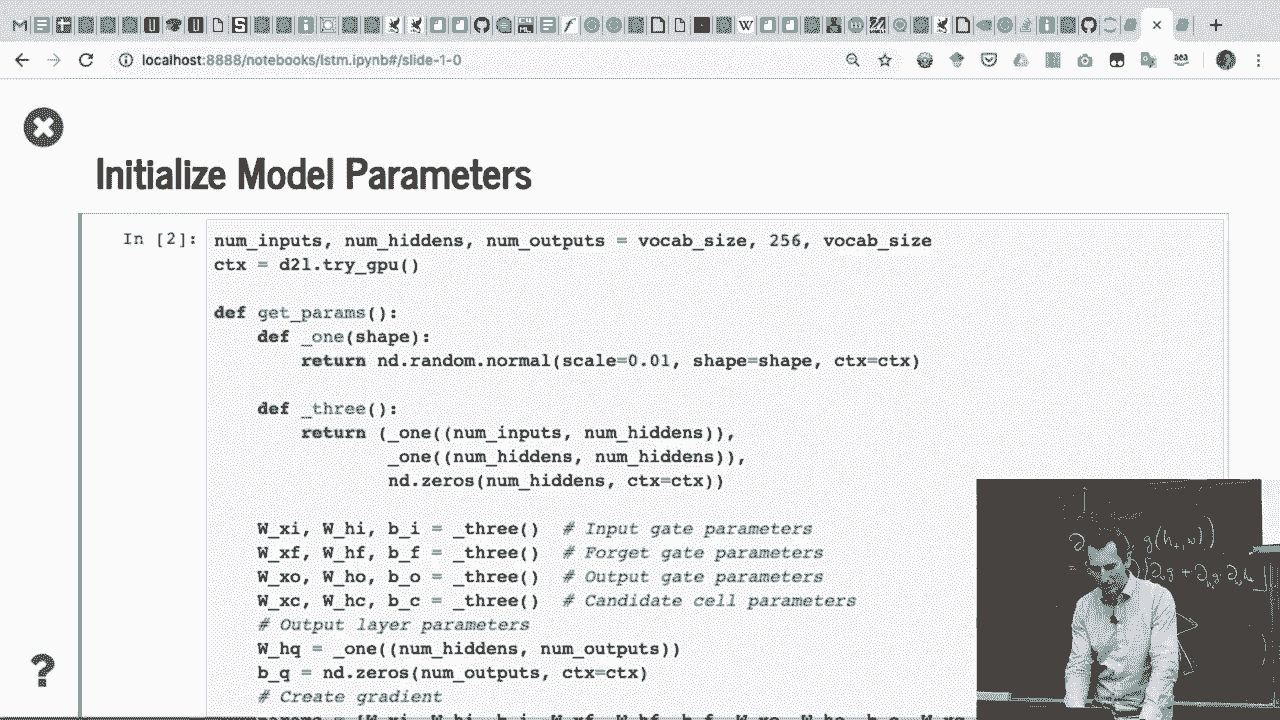 localhost:8888/notebooks/lstm.ipynb#/slide-1-0
Initialize Model Parameters
In [2]:
num_inputs, num_hiddens, num_outputs = vocab_size, 256, vocab_size
ctx = d2l.try_gpu()
def get_params():
def _one(shape):
return nd.random.normal(scale=0.01, shape=shape, ctx=ctx)
def _three():
return (_one((num_inputs, num_hiddens)),
_one((num_hiddens, num_hiddens)),
nd.zeros(num_hiddens, ctx=ctx))
W_xi, W_hi, b_i = _three()  # Input gate parameters
W_xf, W_hf, b_f = _three()  # Forget gate parameters
W_xo, W_ho, b_o = _three()  # Output gate parameters
W_xc, W_hc, b_c = _three()  # Candidate cell parameters
# Output layer parameters
W_hq = _one((num_hiddens, num_outputs))
b_q = nd.zeros(num_outputs, ctx=ctx)
# Create gradient